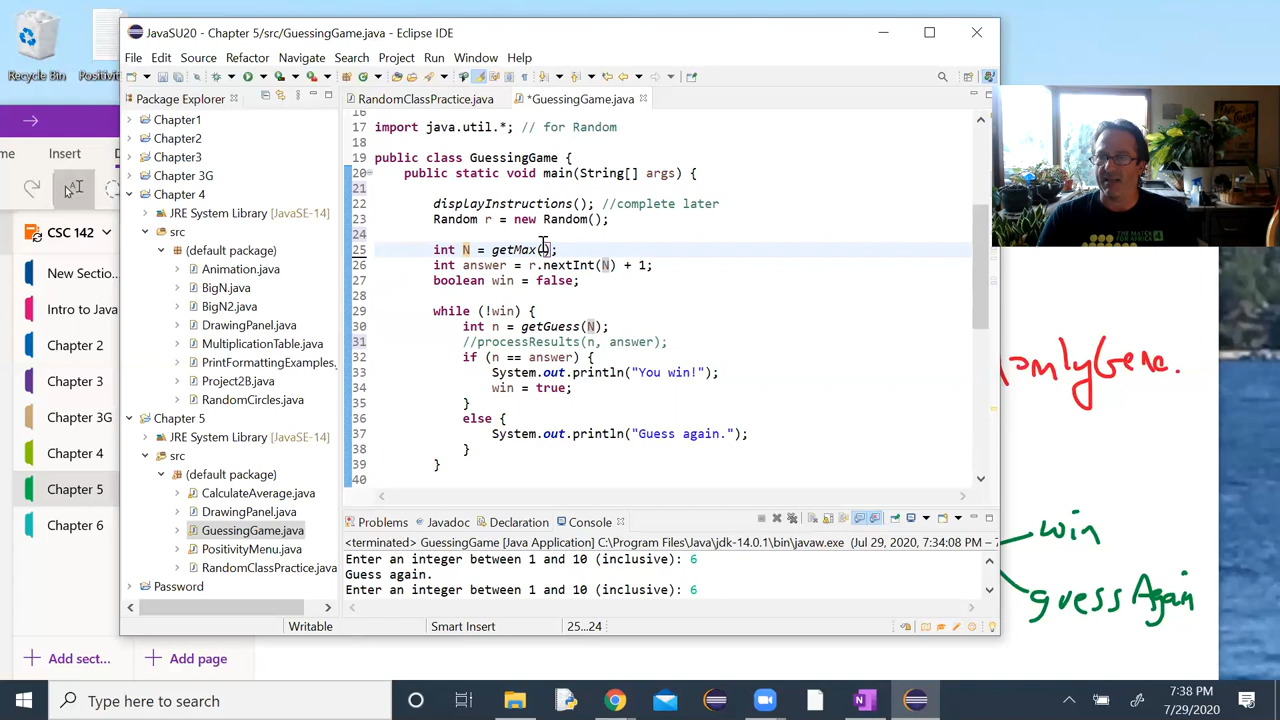 JavaSU20 - Chapter 5/src/GuessingGame.java - Eclipse IDE
File Edit Source Refactor Navigate Search Project Run Window Help
Recycle Bin
Positivit
Package Explorer
RandomClassPractice.java
*GuessingGame.java
Chapter1
Chapter2
Chapter3
Chapter 3G
Chapter 4
JRE System Library [JavaSE-14]
src
(default package)
Animation.java
BigN.java
BigN2.java
DrawingPanel.java
MultiplicationTable.java
PrintFormattingExamples.
Project2B.java
RandomCircles.java
Chapter 5
JRE System Library [JavaSE-14]
src
(default package)
CalculateAverage.java
DrawingPanel.java
GuessingGame.java
PositivityMenu.java
RandomClassPractice.java
Password
16
17 import java.util.*; // for Random
18
19 public class GuessingGame {
20 public static void main(String[] args) {
21
22 displayInstructions(); //complete later
23 Random r = new Random();
24
25 int N = getMax();
26 int answer = r.nextInt(N) + 1;
27 boolean win = false;
28
29 while (!win) {
30 int n = getGuess(N);
31 //processResults(n, answer);
32 if (n == answer) {
33 System.out.println("You win!");
34 win = true;
35 }
36 else {
37 System.out.println("Guess again.");
38 }
39 }
40
Problems Javadoc Declaration Console
<terminated> GuessingGame [Java Application] C:\Program Files\Java\jdk-14.0.1\bin\javaw.exe (Jul 29, 2020, 7:34:08 PM
Enter an integer between 1 and 10 (inclusive): 6
Guess again.
Enter an integer between 1 and 10 (inclusive): 6
Writable Smart Insert 25:24
me Insert D
CSC 142
New Section
Intro to Java
Chapter 2
Chapter 3
Chapter 3G
Chapter 4
Chapter 5
Chapter 6
Add sect...
Add page
omlyGene.
win
guessAgain
Type here to search
7:38 PM
7/29/2020